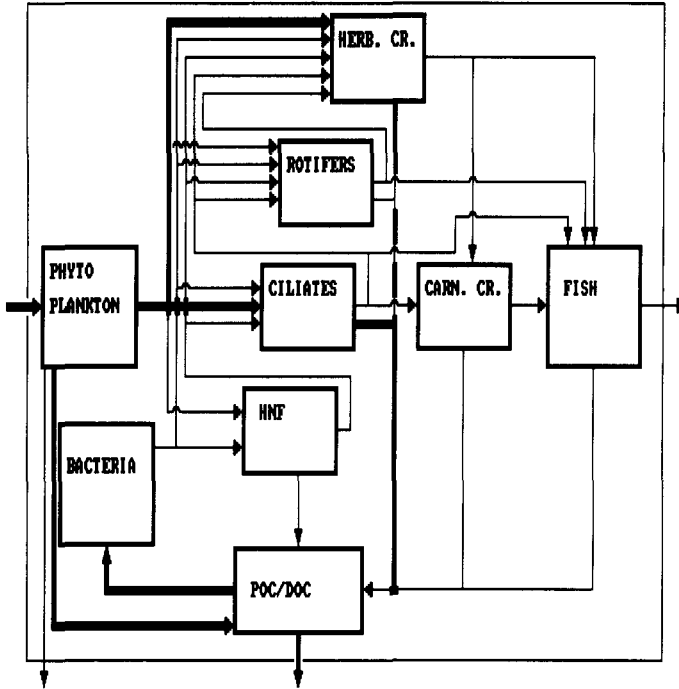 HERB. CR.
ROTIFERS
PHYTO
PLANKTON
CILIATES
CARN. CR.
FISH
HNF
BACTERIA
POC/DOC